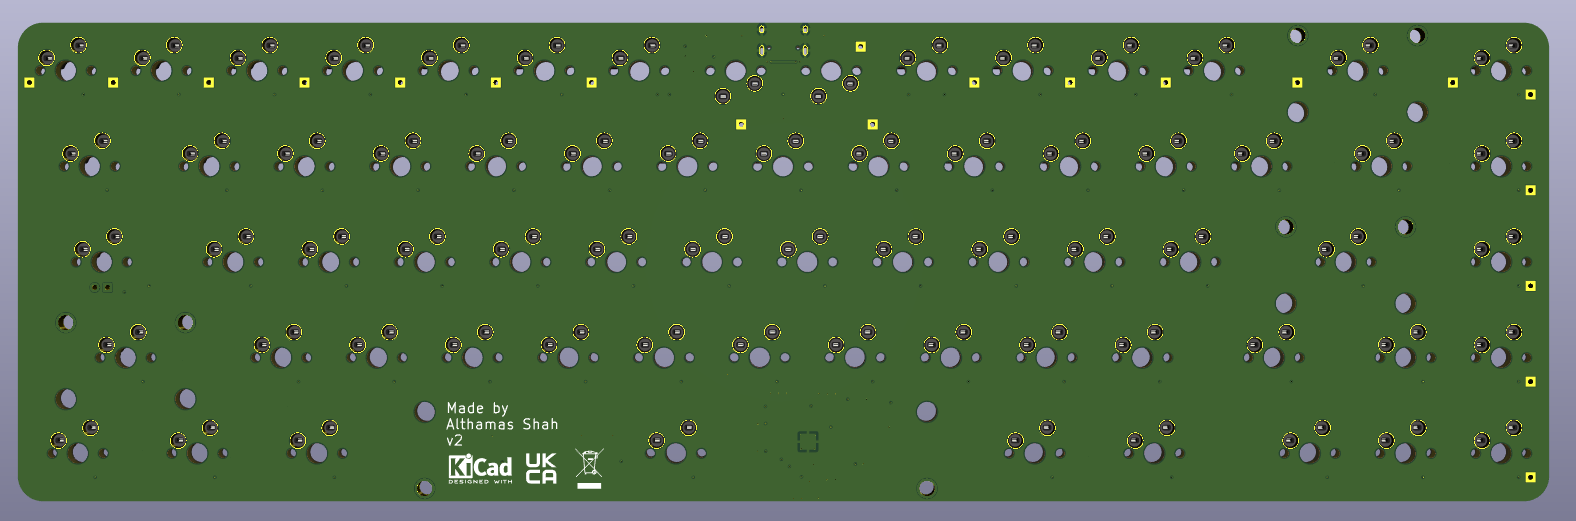 Made by
Althamas Shah
v2
KiCad
DESIGNED WITH
UK
CA